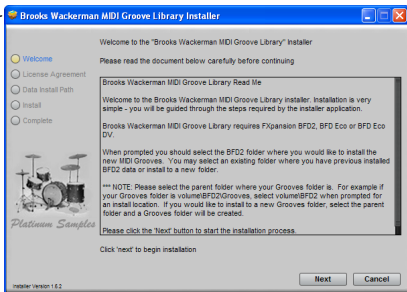 Brooks Wackerman MIDI Groove Library Installer
Welcome to the "Brooks Wackerman MIDI Groove Library" Installer
Please read the document below carefully before continuing
Welcome
License Agreement
Data Install Path
Install
Complete
Brooks Wackerman MIDI Groove Library Read Me
Welcome to the Brooks Wackerman MIDI Groove Library installer. Installation is very
simple - you will be guided through the steps required by the installer application.
Brooks Wackerman MIDI Groove Library requires FXpansion BFD2, BFD Eco or BFD Eco
DV.
When prompted you should select the BFD2 folder where you would like to install the
new MIDI Grooves. You may select an existing folder where you have previous installed
BFD2 data or install to a new folder.
*** NOTE: Please select the parent folder where your Grooves folder is. For example if
your Grooves folder is volume\BFD2\Grooves, select volume\BFD2 when prompted for
an install location. If you would like to install to a new Grooves folder, select the parent
folder and a Grooves folder will be created.
Please click the 'Next' button to start the installation process.
Platinum Samples
Click 'next' to begin installation
Next
Cancel
Installer Version 1.6.2